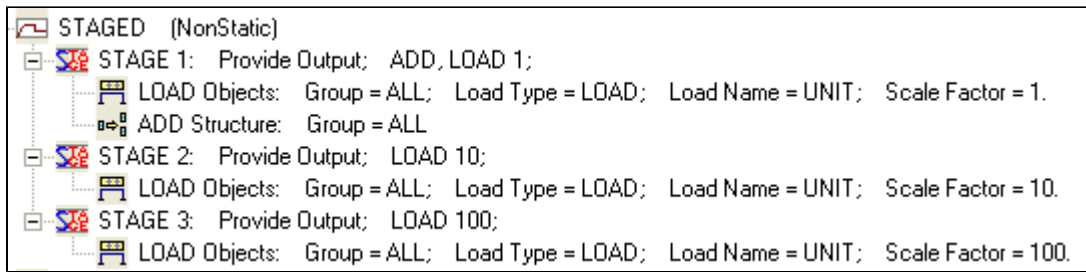 STAGED (NonStatic)
STAGE 1: Provide Output; ADD, LOAD 1;
LOAD Objects: Group = ALL; Load Type = LOAD; Load Name = UNIT; Scale Factor = 1.
ADD Structure: Group = ALL
STAGE 2: Provide Output; LOAD 10;
LOAD Objects: Group = ALL; Load Type = LOAD; Load Name = UNIT; Scale Factor = 10.
STAGE 3: Provide Output; LOAD 100;
LOAD Objects: Group = ALL; Load Type = LOAD; Load Name = UNIT; Scale Factor = 100.